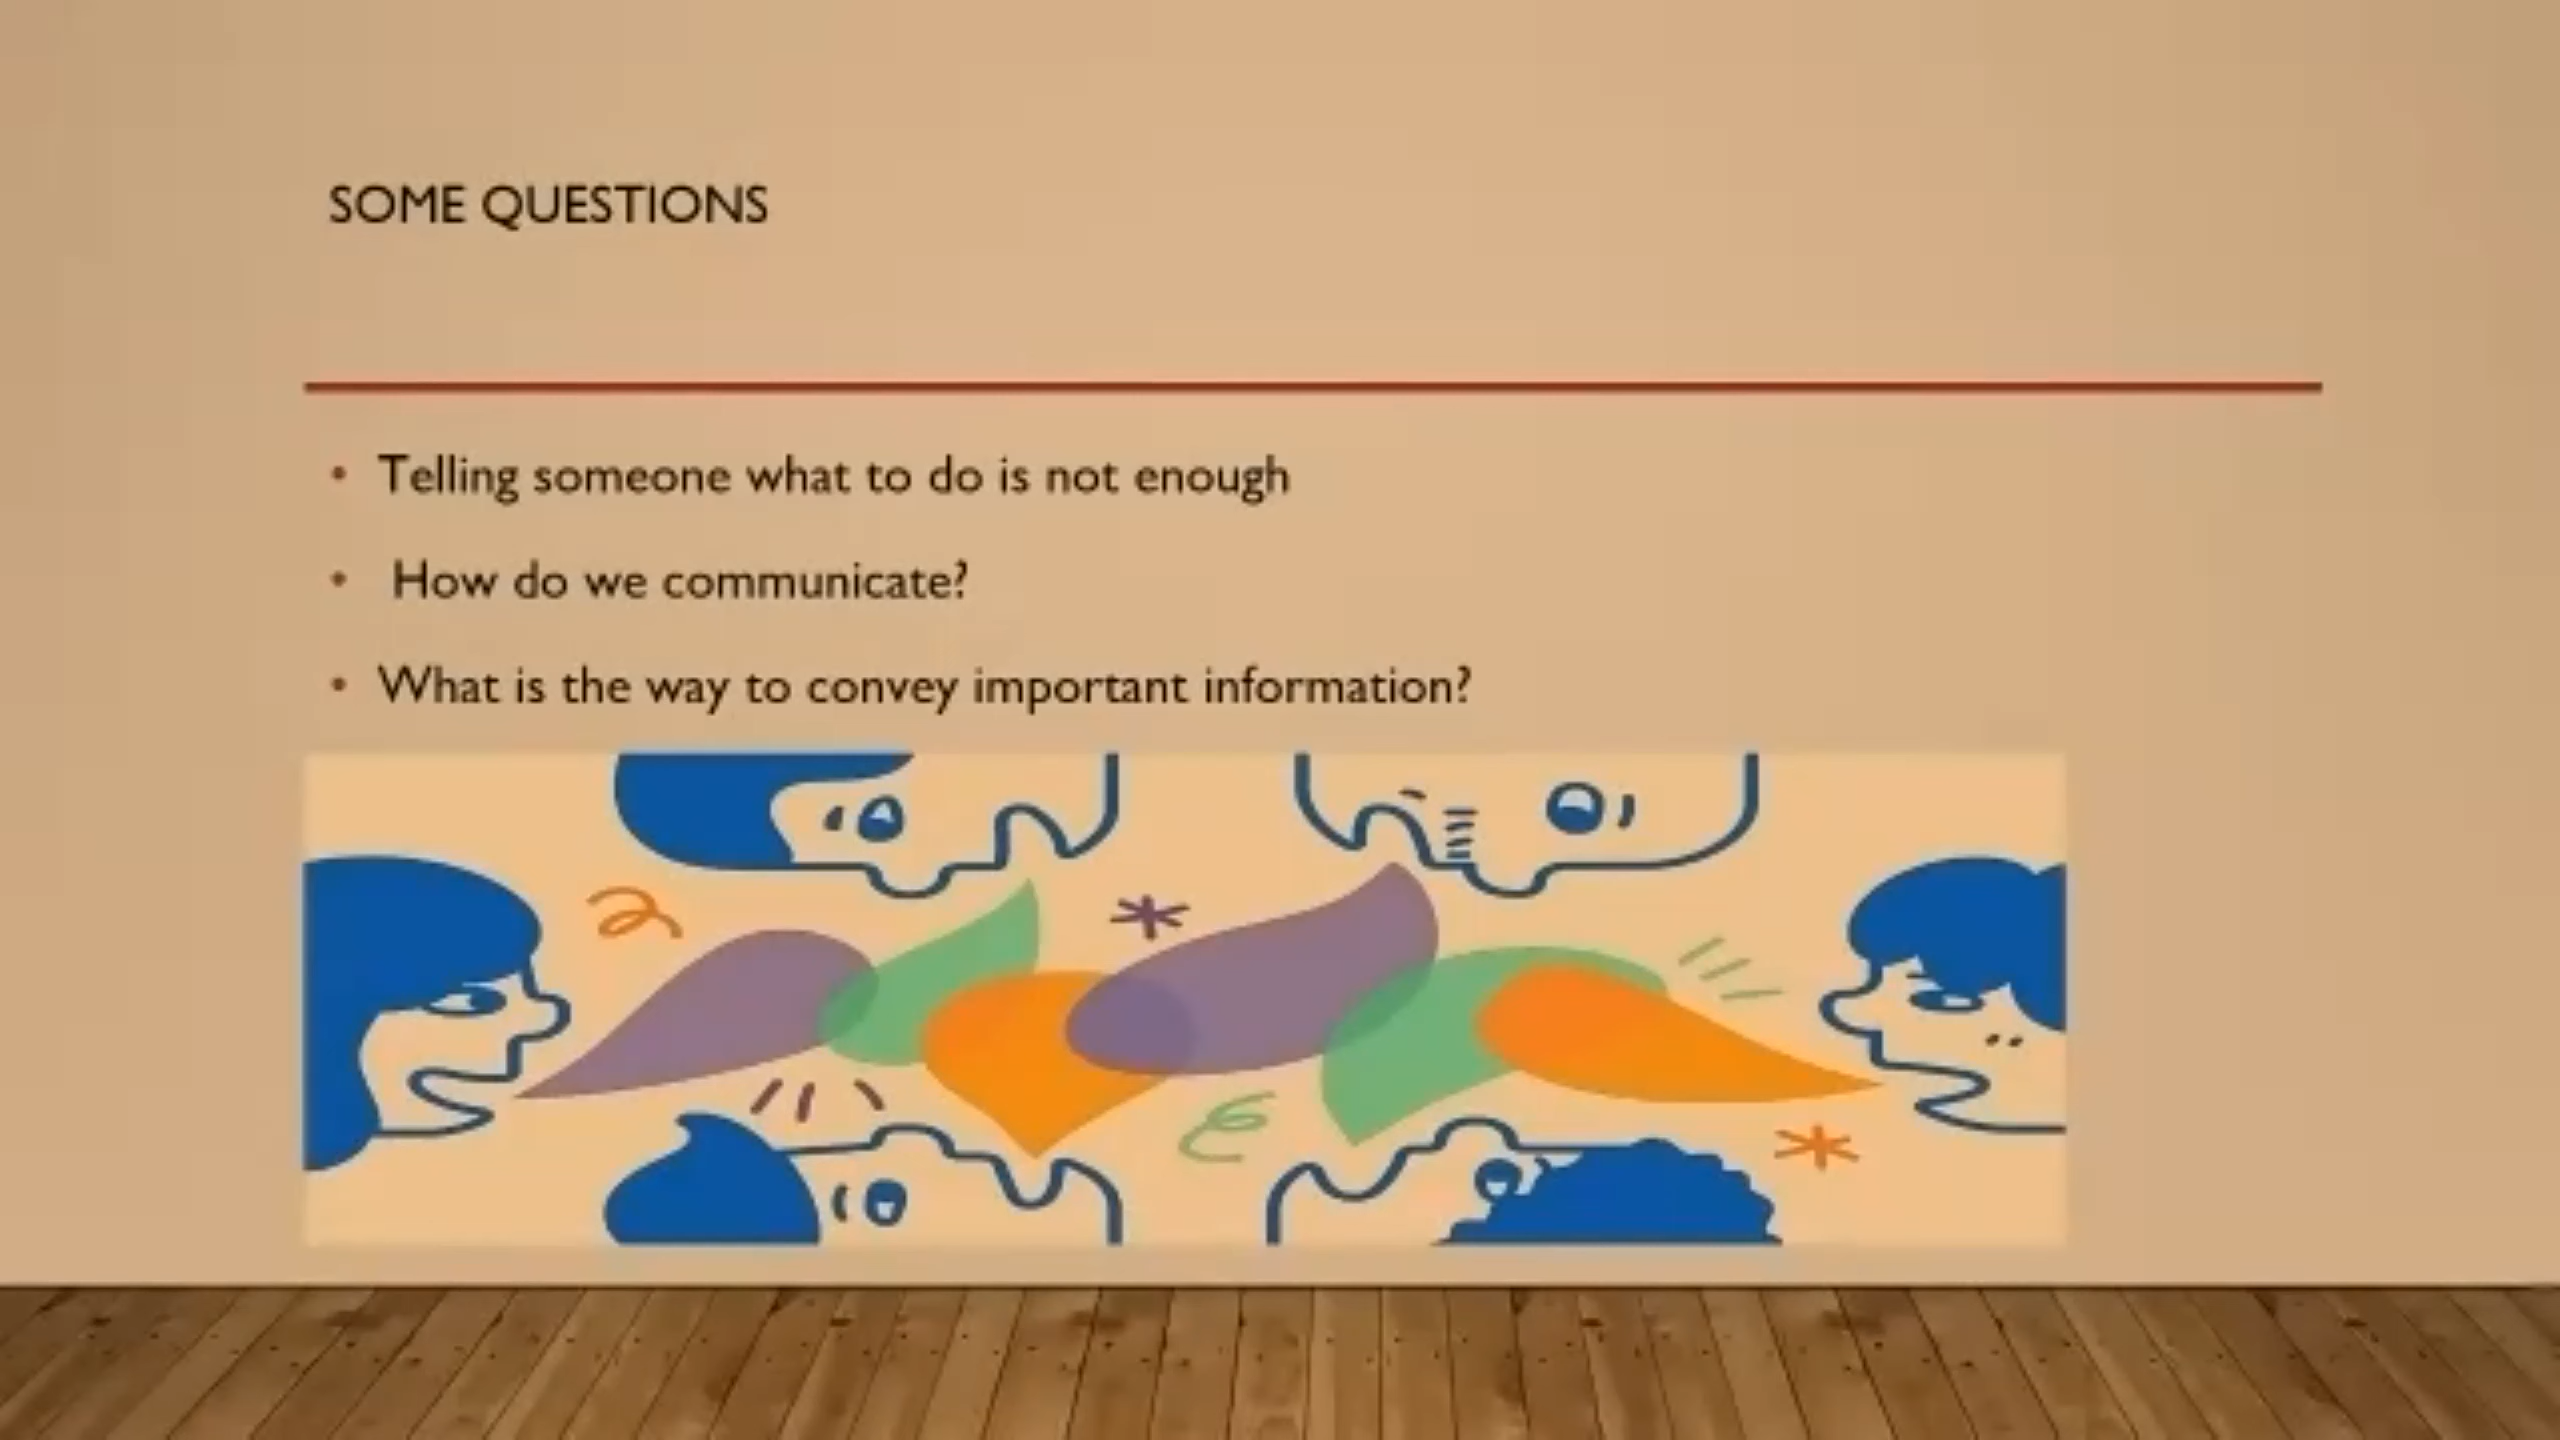 SOME QUESTIONS
• Telling someone what to do is not enough
• How do we communicate?
• What is the way to convey important information?